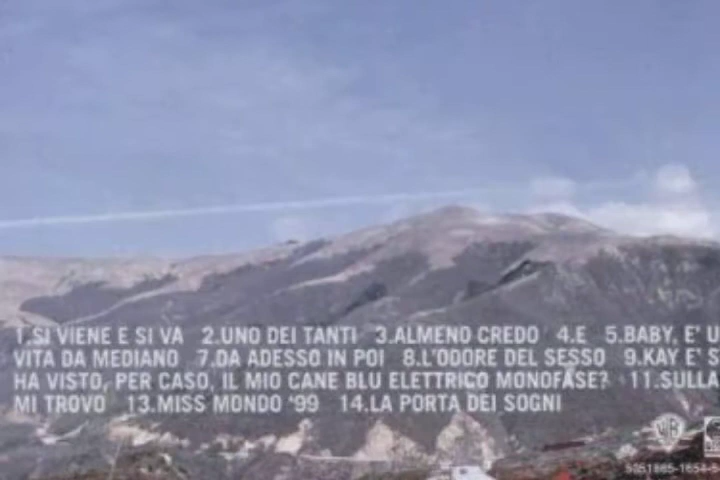 1.SI VIENE E SI VA 2.UNO DEI TANTI 3.ALMENO CREDO 4.E 5.BABY, E' U
VITA DA MEDIANO 7.DA ADESSO IN POI 8.L'ODORE DEL SESSO 9.KAY E' S
HA VISTO, PER CASO, IL MIO CANE BLU ELETTRICO MONOFASE? 11.SULLA
MI TROVO 13.MISS MONDO '99 14.LA PORTA DEI SOGNI